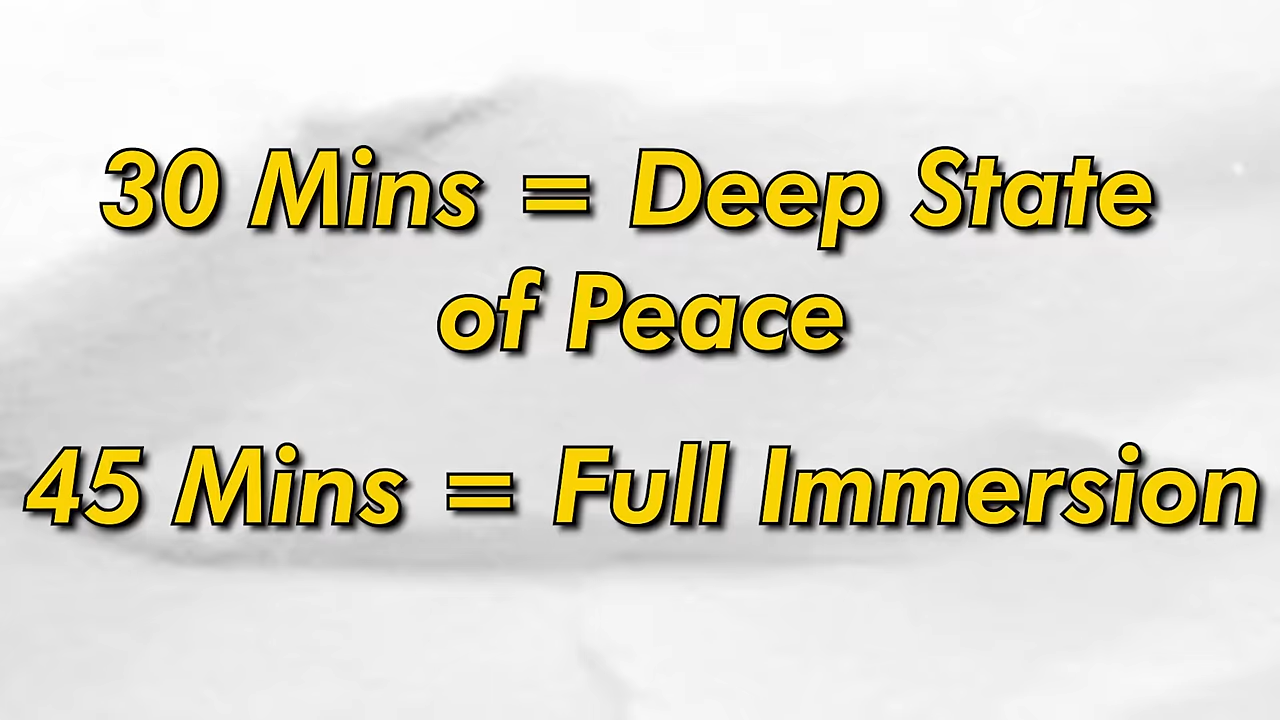 30 Mins = Deep State
of Peace
45 Mins = Full Immersion